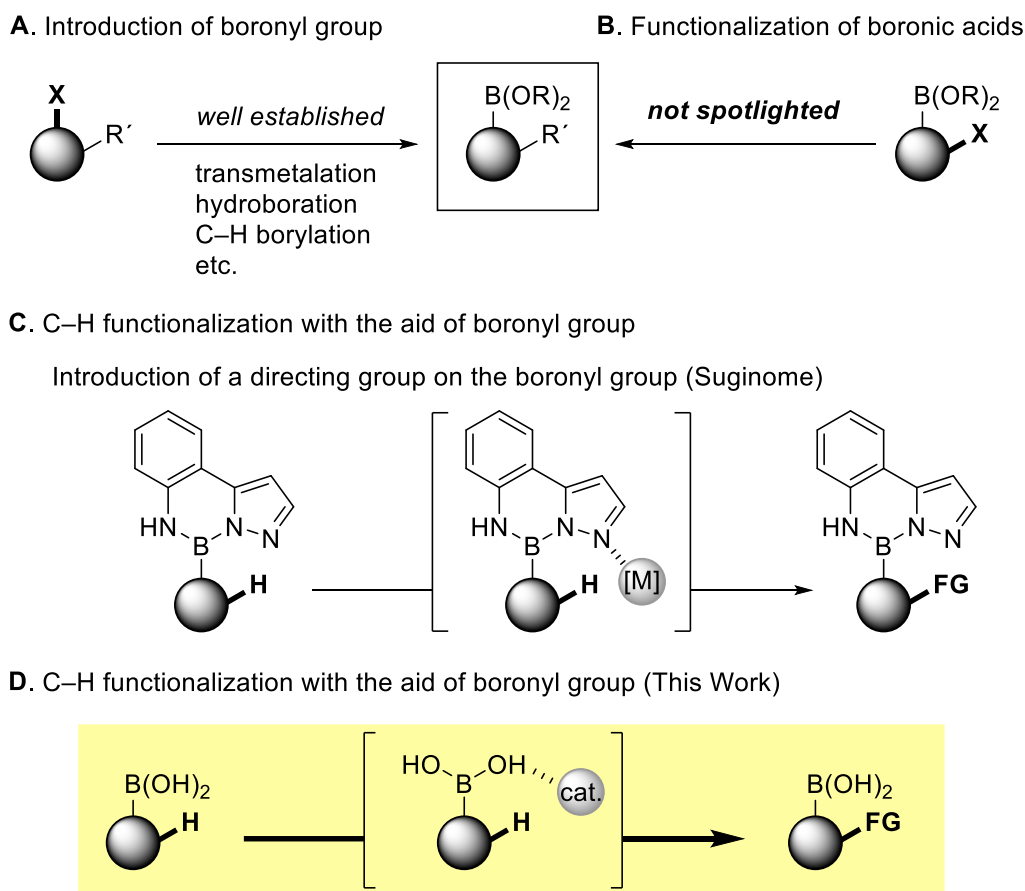 A. Introduction of boronyl group
B. Functionalization of boronic acids
X
R´
well established
transmetalation
hydroboration
C–H borylation
etc.
B(OR)2
R´
not spotlighted
B(OR)2
X
C. C–H functionalization with the aid of boronyl group
Introduction of a directing group on the boronyl group (Suginome)
HN
B
N
N
H
HN
B
N
N
H
[M]
HN
B
N
N
FG
D. C–H functionalization with the aid of boronyl group (This Work)
B(OH)2
H
HO
B
OH
cat.
H
B(OH)2
FG